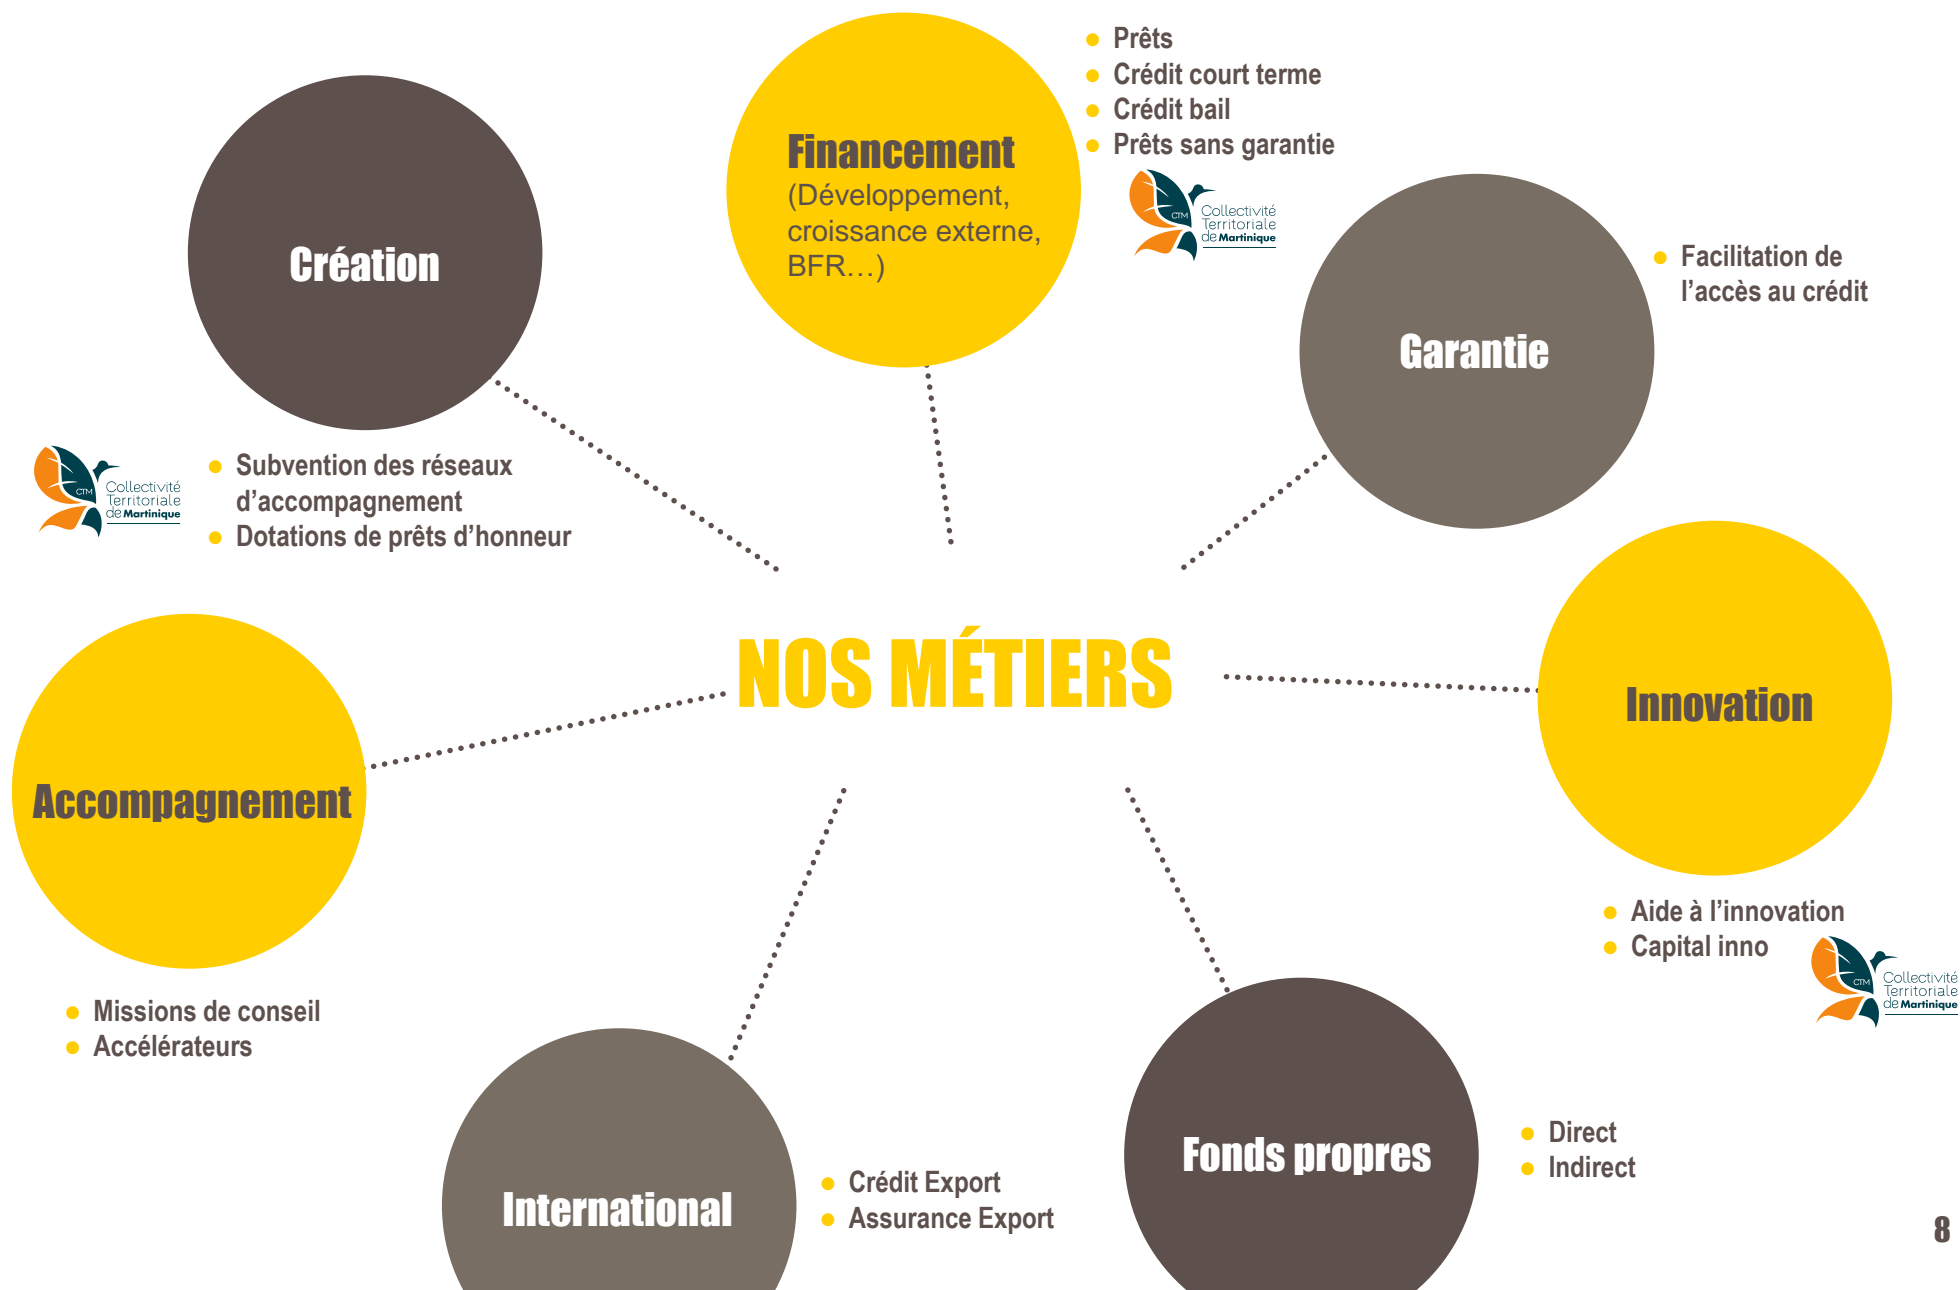 Création
CTM
Collectivité
Territoriale
de Martinique
Subvention des réseaux
d’accompagnement
Dotations de prêts d’honneur
Financement
(Développement,
croissance externe,
BFR…)
Prêts
Crédit court terme
Crédit bail
Prêts sans garantie
CTM
Collectivité
Territoriale
de Martinique
Garantie
Facilitation de
l’accès au crédit
NOS MÉTIERS
Innovation
Aide à l’innovation
Capital inno
CTM
Collectivité
Territoriale
de Martinique
Accompagnement
Missions de conseil
Accélérateurs
International
Crédit Export
Assurance Export
Fonds propres
Direct
Indirect
8